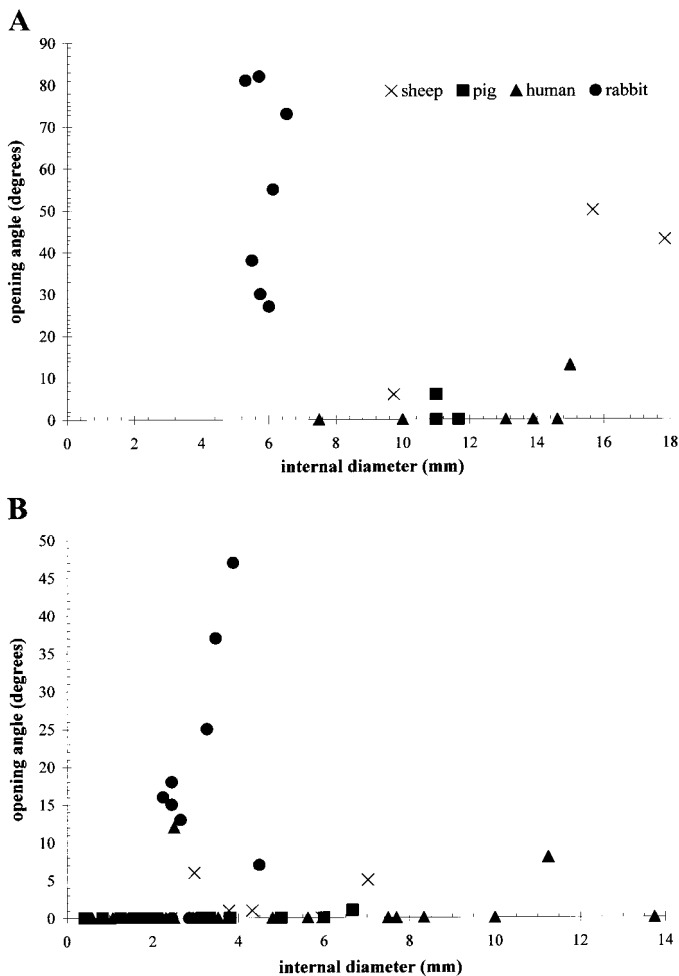 A
90
80
70
60
50
40
30
20
10
0
opening angle (degrees)
sheep pig human rabbit
0 2 4 6 8 10 12 14 16 18
internal diameter (mm)
B
50
45
40
35
30
25
20
15
10
5
0
opening angle (degrees)
0 2 4 6 8 10 12 14
internal diameter (mm)